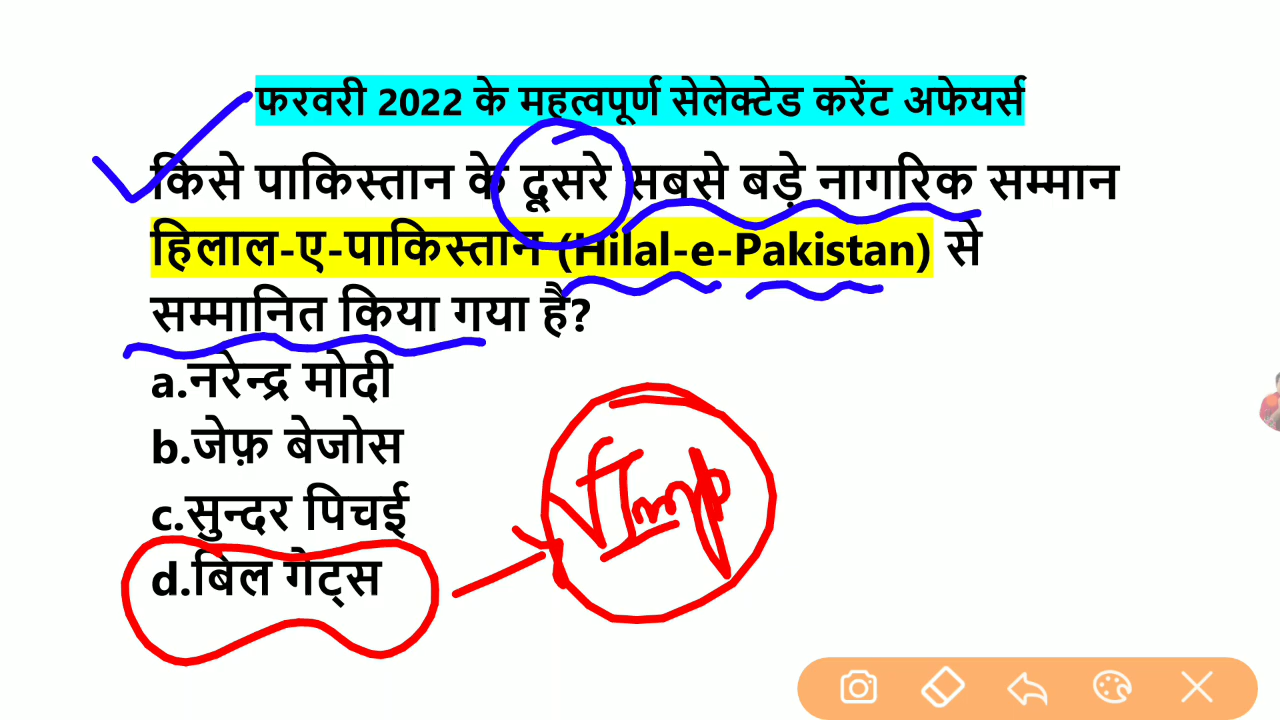 फरवरी 2022 के महत्वपूर्ण सेलेक्टेड करेंट अफेयर्स
किसे पाकिस्तान के दूसरे सबसे बड़े नागरिक सम्मान
हिलाल-ए-पाकिस्तान (Hilal-e-Pakistan) से
सम्मानित किया गया है?
a.नरेन्द्र मोदी
b.जेफ़ बेजोस
c.सुन्दर पिचई
d.बिल गेट्स
VImp